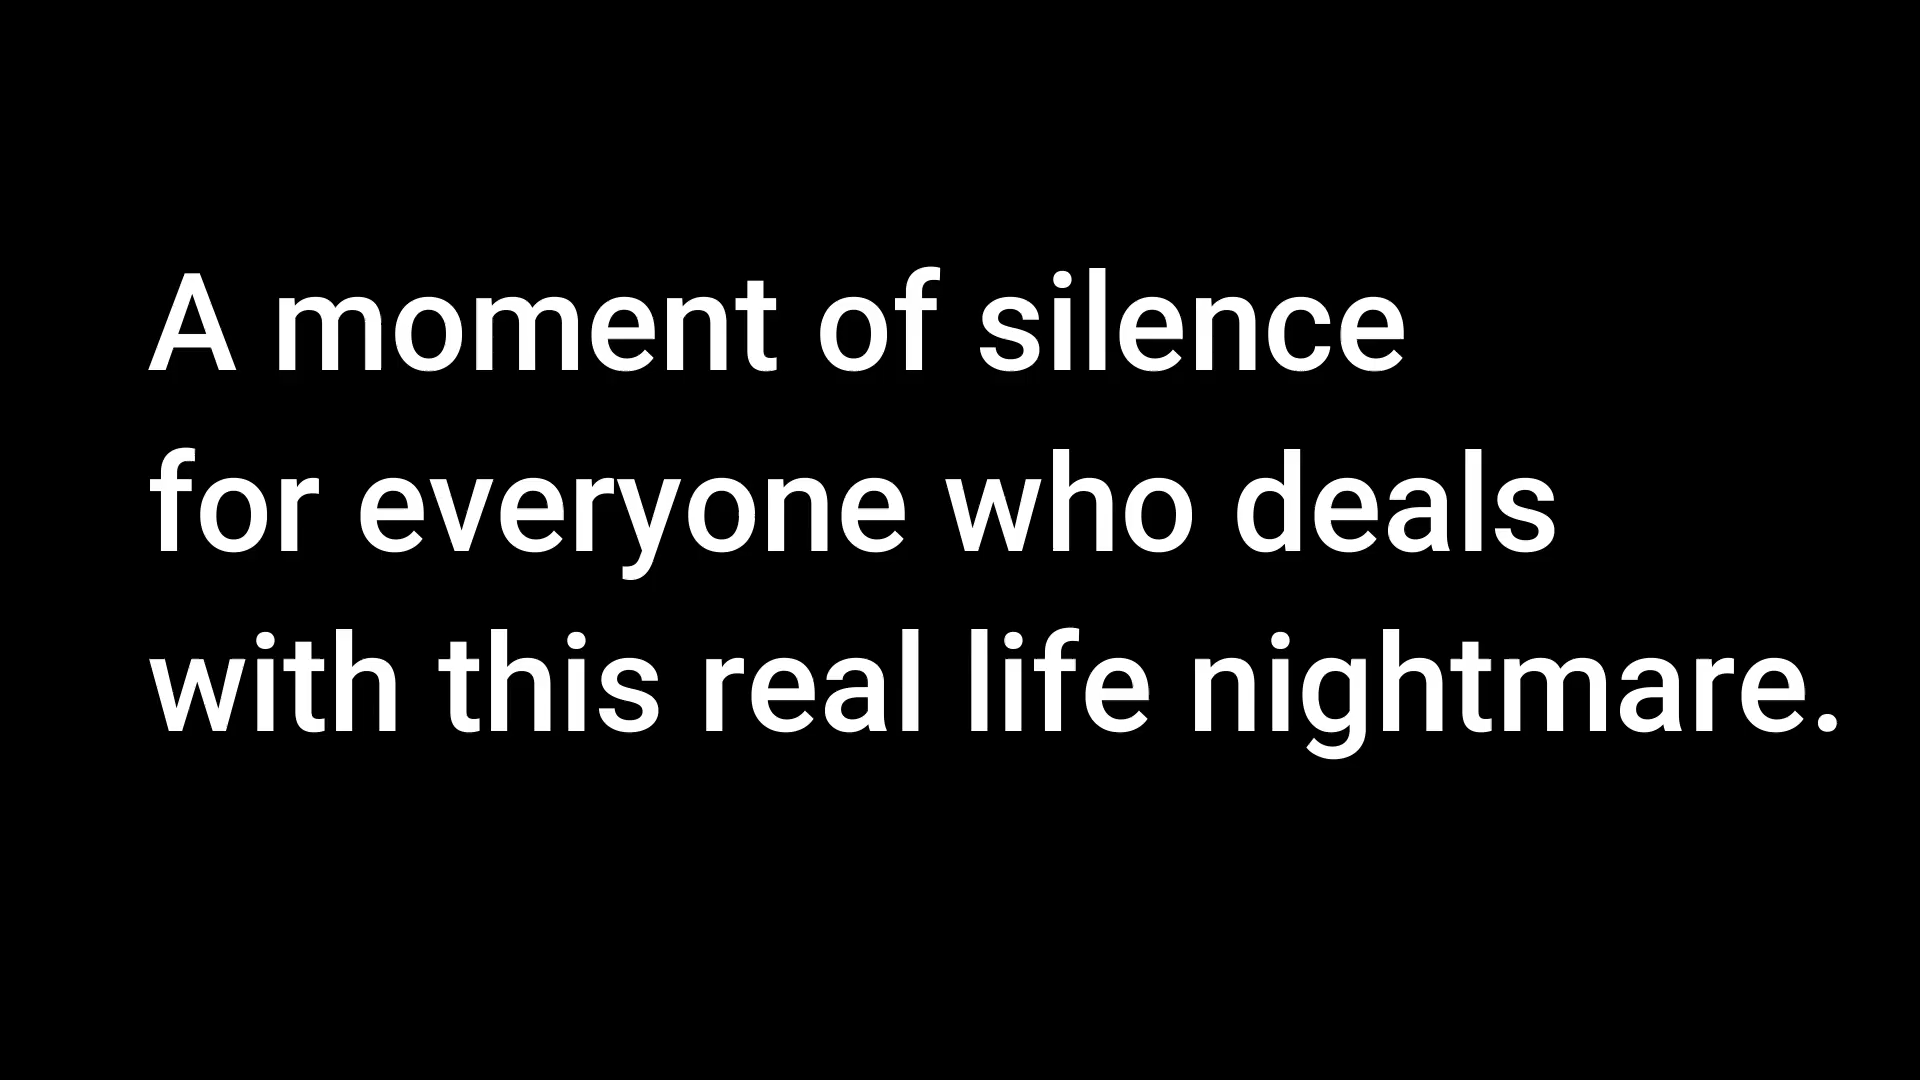 A moment of silence
for everyone who deals
with this real life nightmare.